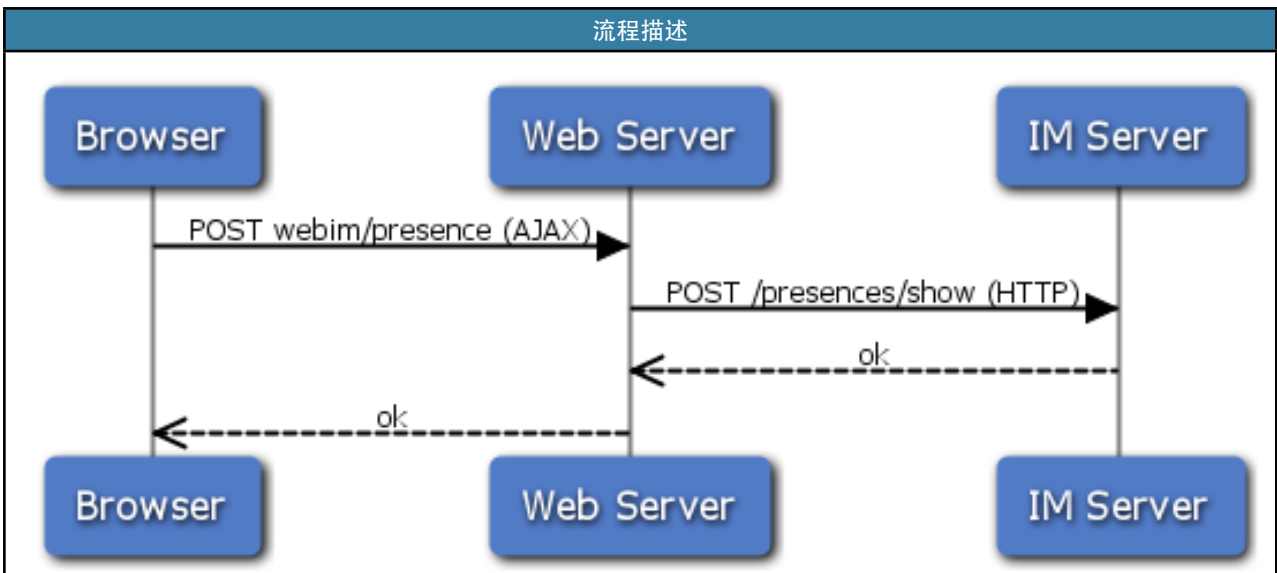 流程描述
Browser
Web Server
IM Server
POST webim/presence (AJAX)
POST /presences/show (HTTP)
ok
ok
Browser
Web Server
IM Server